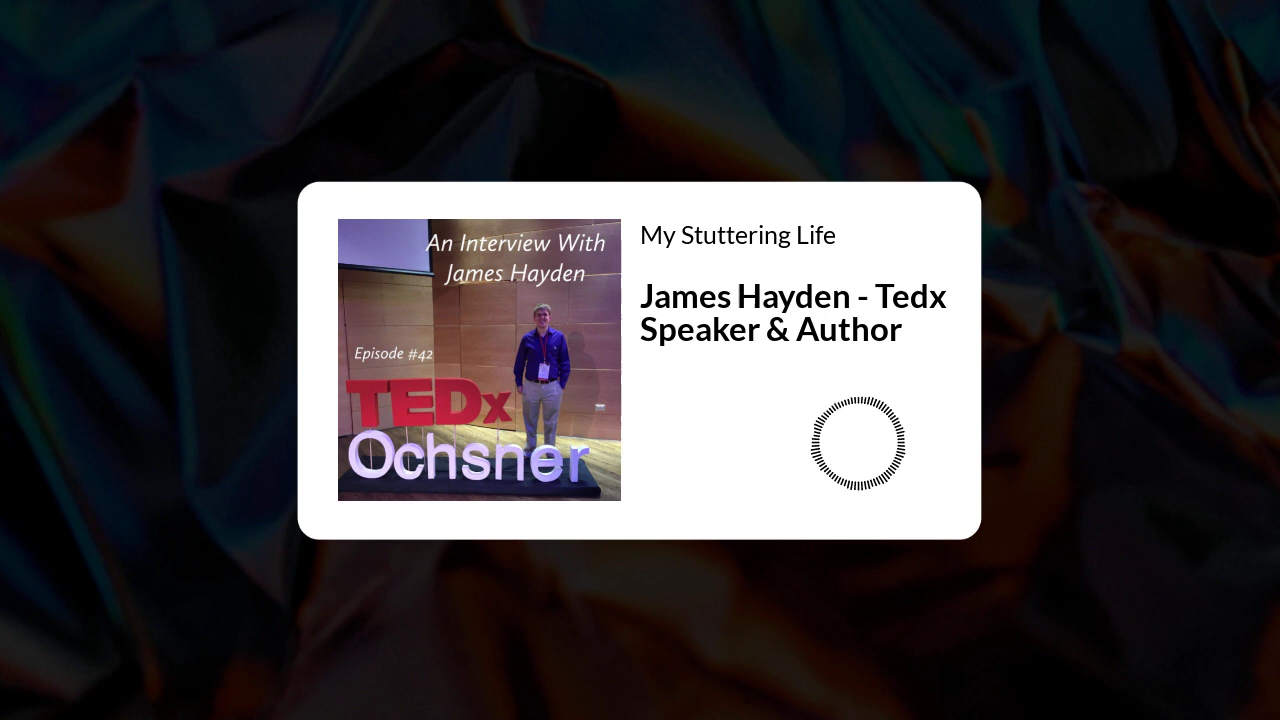 An Interview With
James Hayden
Episode #42
TEDx
Ochsner
My Stuttering Life
James Hayden - Tedx
Speaker & Author